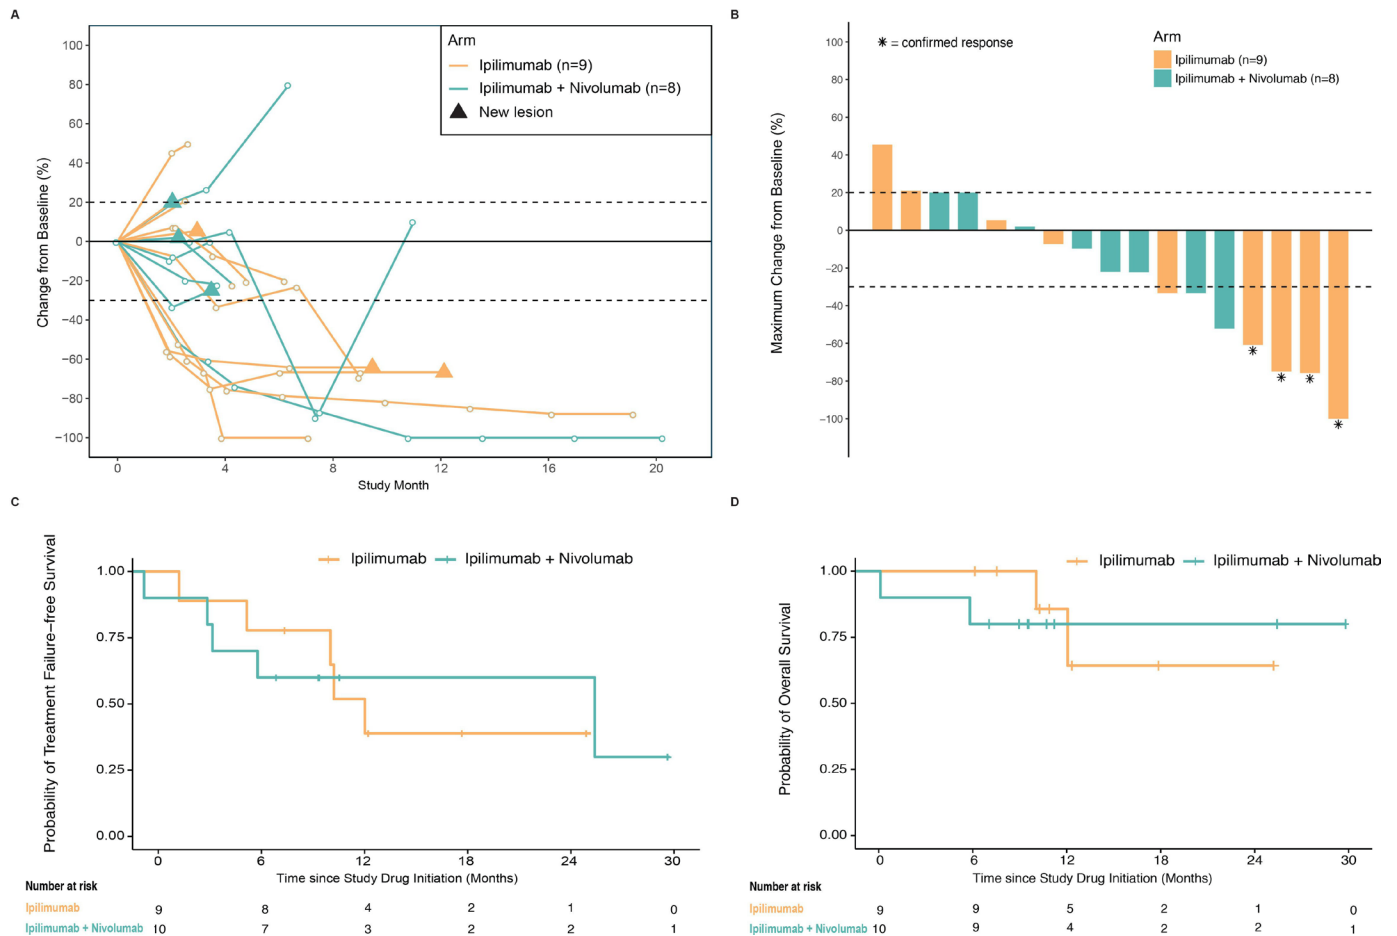 A
Change from Baseline (%)
100
80
60
40
20
0
−20
−40
−60
−80
−100
0 4 8 12 16 20
Study Month
Arm
Ipilimumab (n=9)
Ipilimumab + Nivolumab (n=8)
New lesion
B
Maximum Change from Baseline (%)
100
80
60
40
20
0
−20
−40
−60
−80
−100
* = confirmed response
Arm
Ipilimumab (n=9)
Ipilimumab + Nivolumab (n=8)
*
*
*
*
C
Probability of Treatment Failure−free Survival
Ipilimumab Ipilimumab + Nivolumab
1.00
0.75
0.50
0.25
0.00
0 6 12 18 24 30
Time since Study Drug Initiation (Months)
Number at risk
Ipilimumab 9 8 4 2 1 0
Ipilimumab + Nivolumab 10 7 3 2 2 1
D
Probability of Overall Survival
Ipilimumab Ipilimumab + Nivolumab
1.00
0.75
0.50
0.25
0.00
0 6 12 18 24 30
Time since Study Drug Initiation (Months)
Number at risk
Ipilimumab 9 9 5 2 1 0
Ipilimumab + Nivolumab 10 9 4 2 2 1